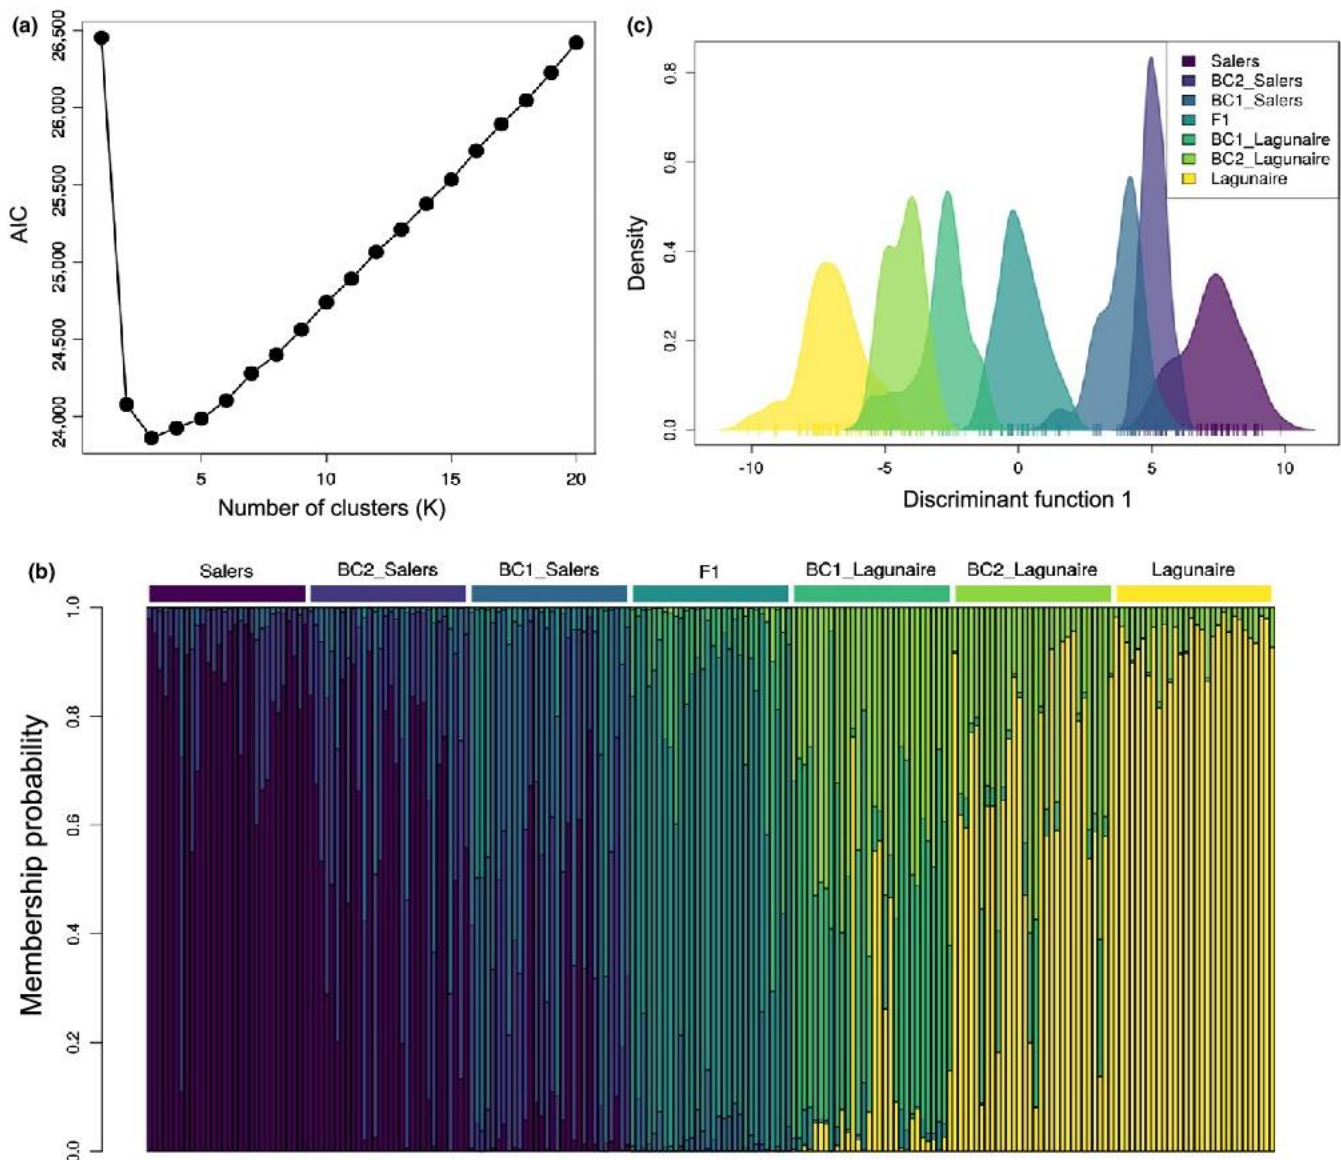 (a)
AIC
26,500
26,000
25,500
25,000
24,500
24,000
5 10 15 20
Number of clusters (K)
(c)
Density
0.8
0.6
0.4
0.2
0.0
-10 -5 0 5 10
Discriminant function 1
Salers
BC2_Salers
BC1_Salers
F1
BC1_Lagunaire
BC2_Lagunaire
Lagunaire
(b)
Salers BC2_Salers BC1_Salers F1 BC1_Lagunaire BC2_Lagunaire Lagunaire
Membership probability
1.0
0.8
0.6
0.4
0.2
0.0